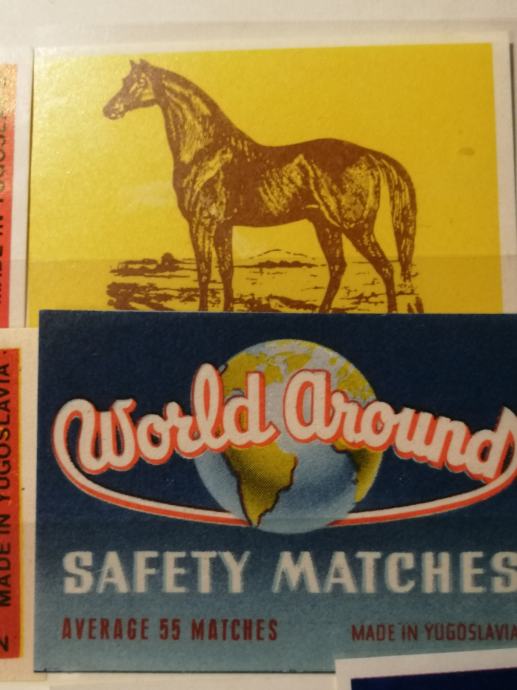 World Around
SAFETY MATCHES
AVERAGE 55 MATCHES
MADE IN YUGOSLAVIA
MADE IN YUGOSLAVIA